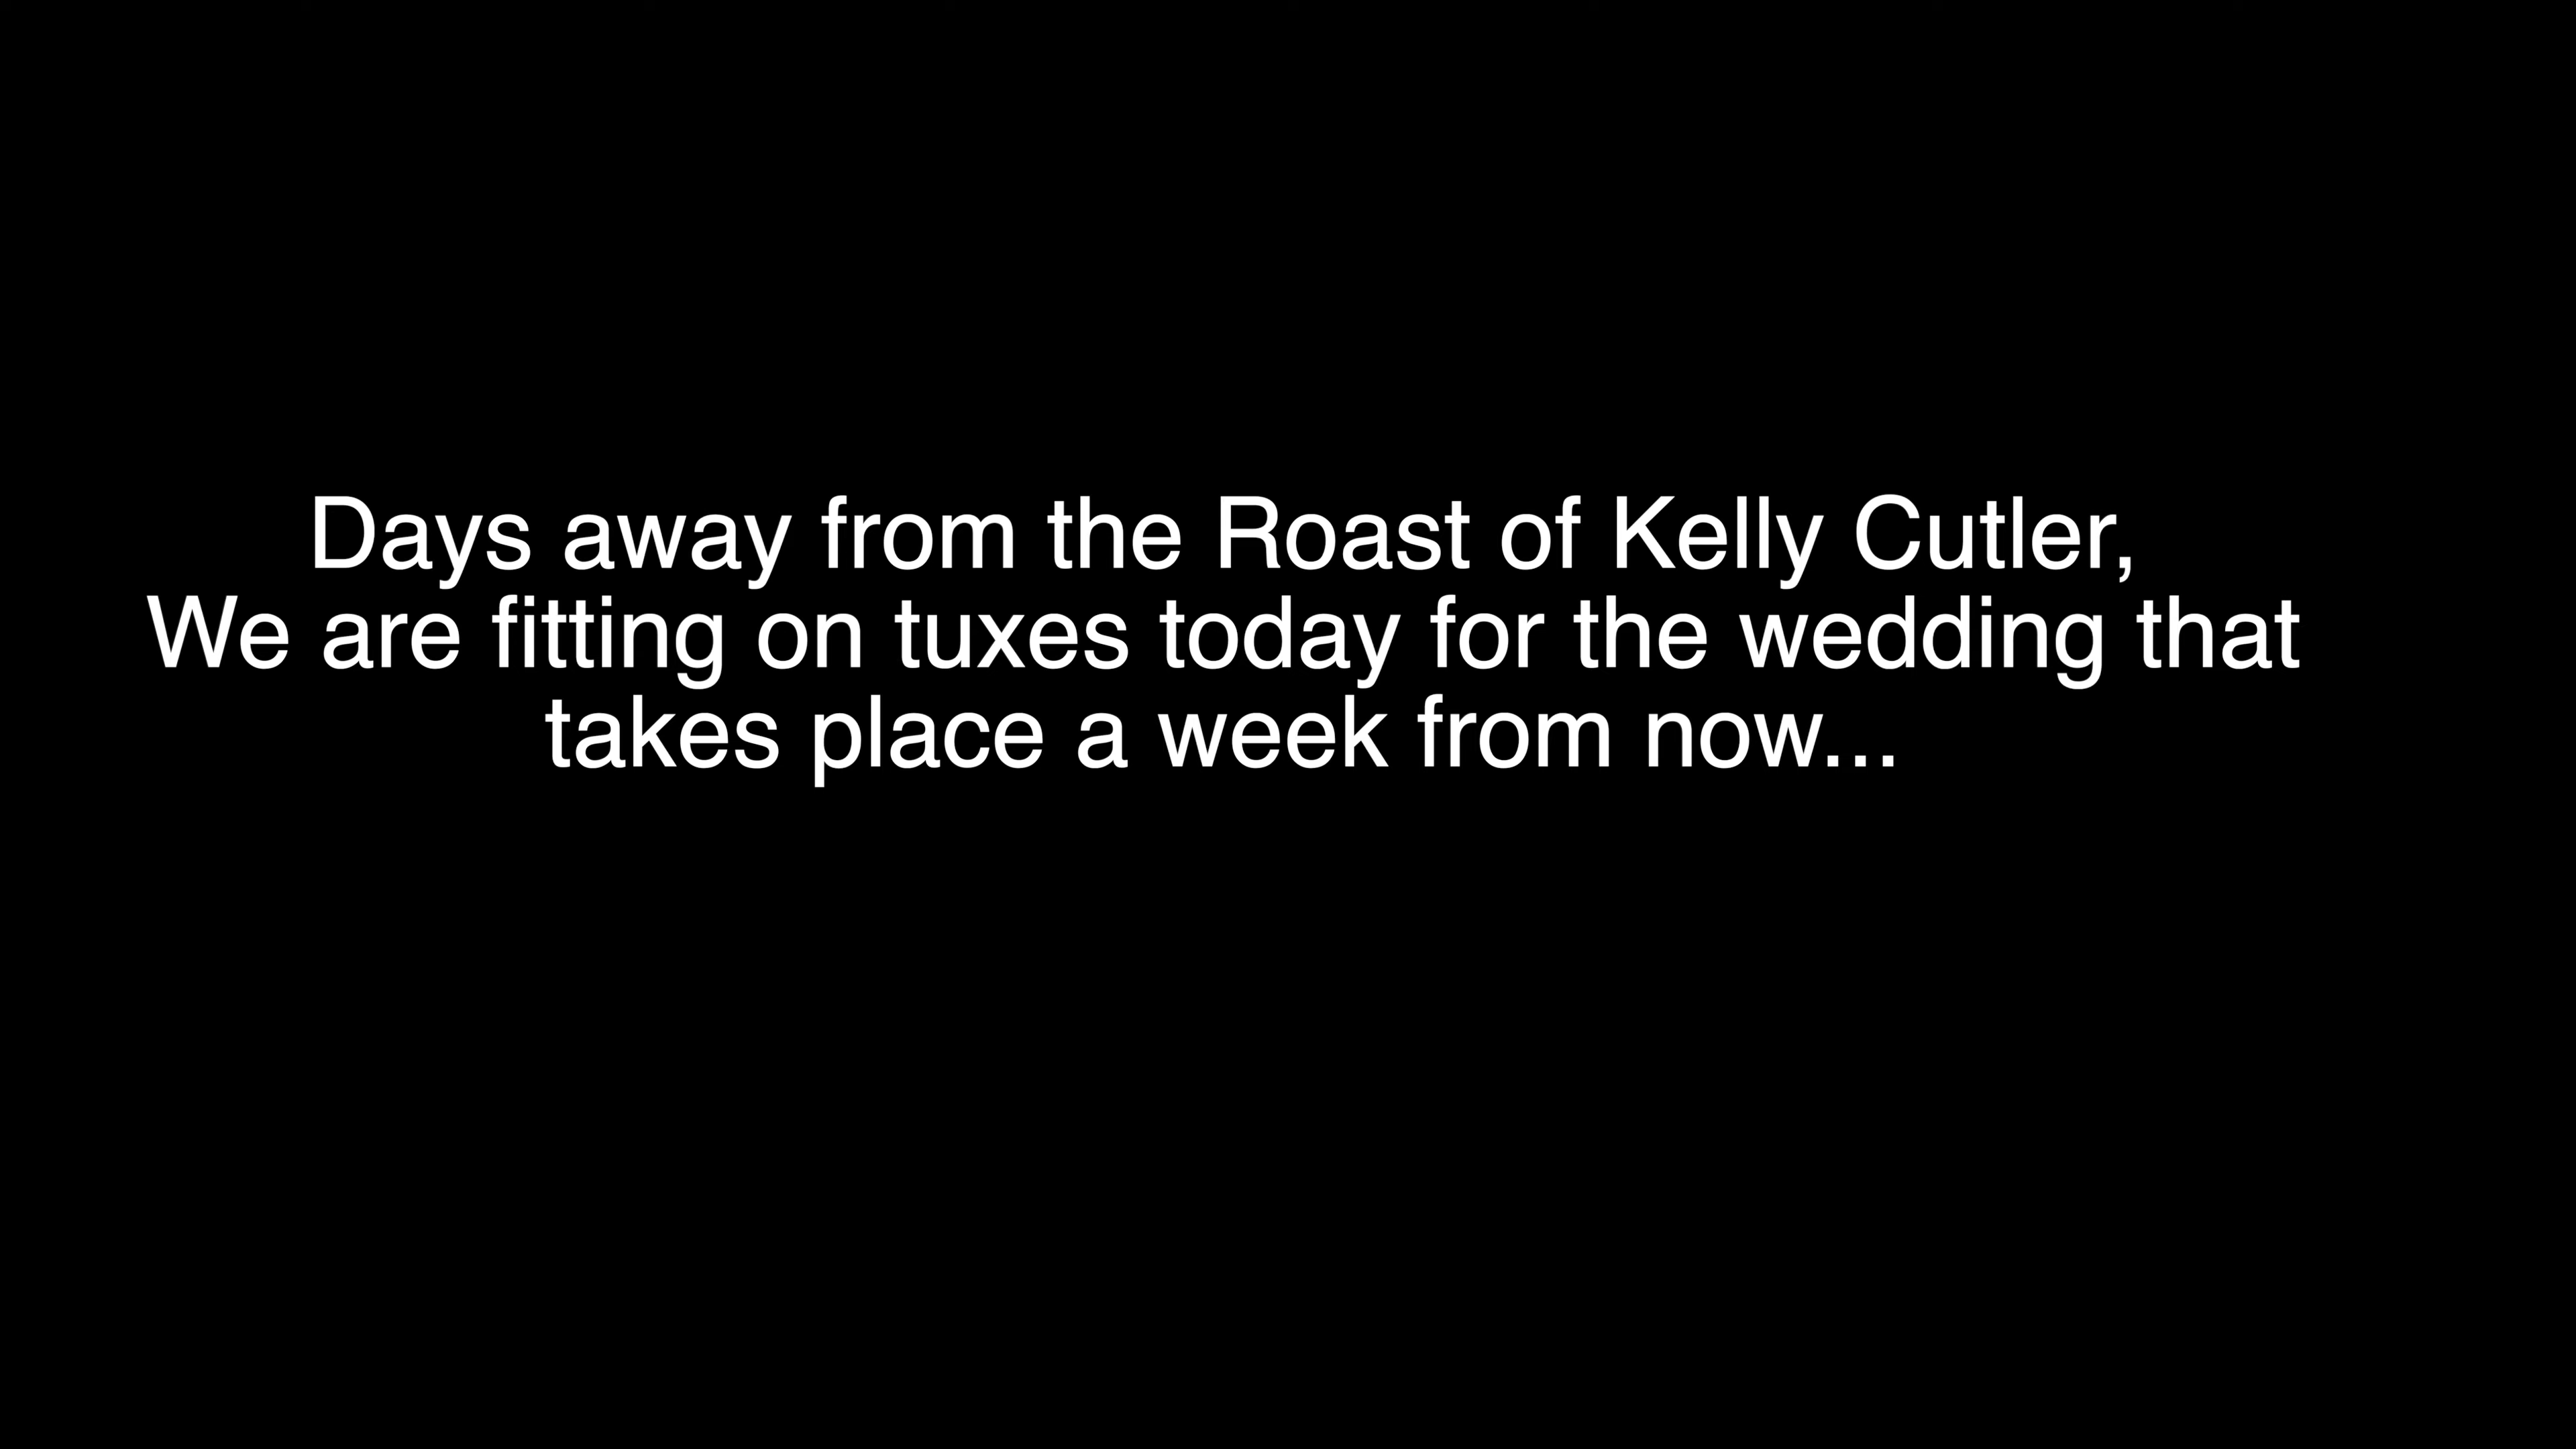 Days away from the Roast of Kelly Cutler,
We are fitting on tuxes today for the wedding that
takes place a week from now...